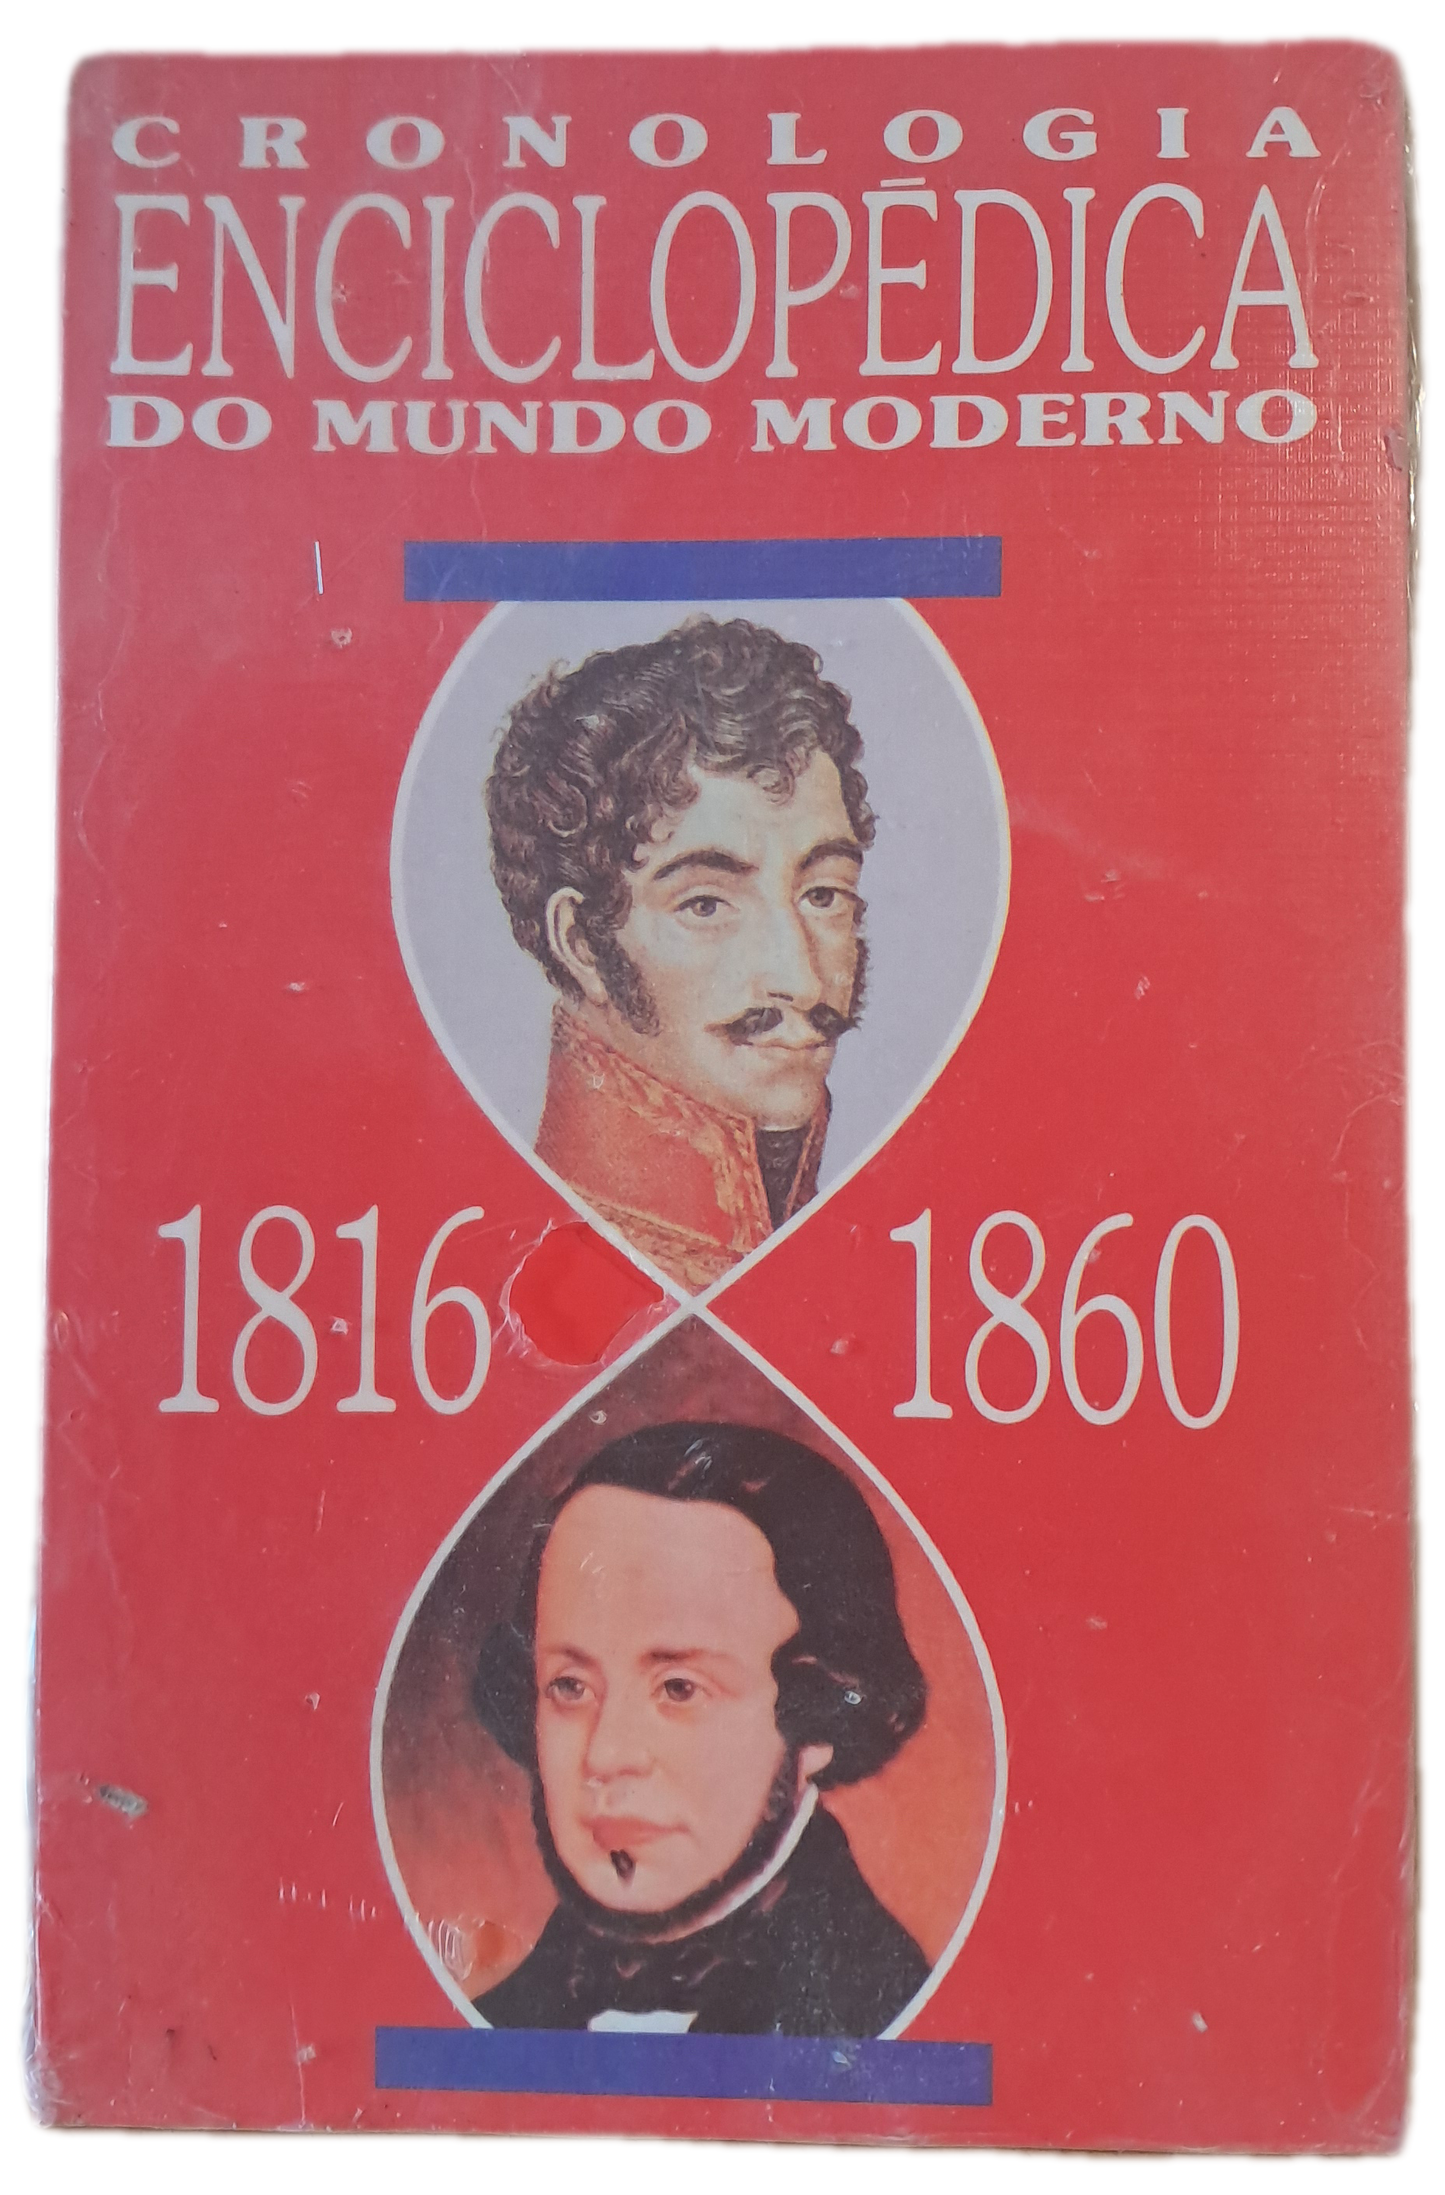 CRONOLOGIA
ENCICLOPÉDICA
DO MUNDO MODERNO
1816 1860